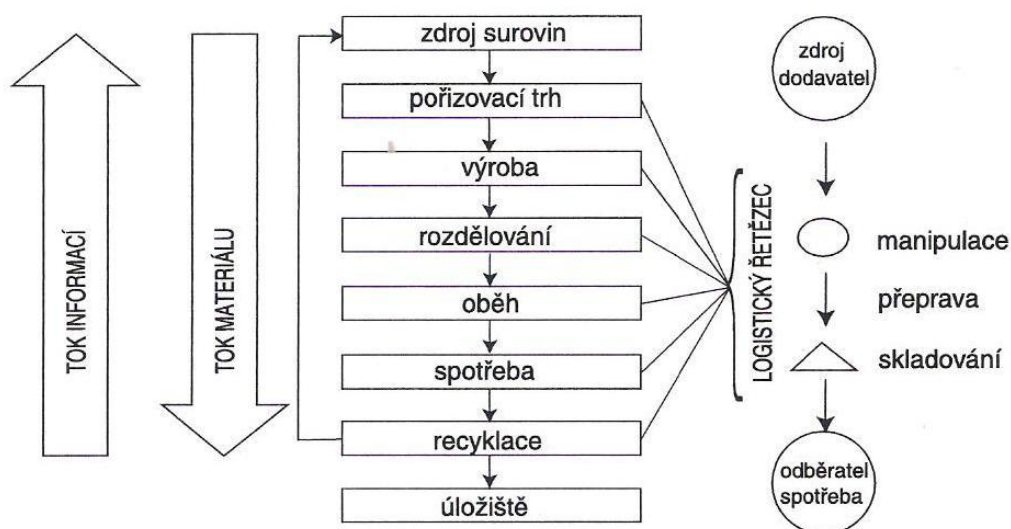 TOK INFORMACÍ
TOK MATERIÁLU
zdroj surovin
pořizovací trh
výroba
rozdělování
oběh
spotřeba
recyklace
úložiště
LOGISTICKÝ ŘETĚZEC
zdroj
dodavatel
manipulace
přeprava
skladování
odběratel
spotřeba